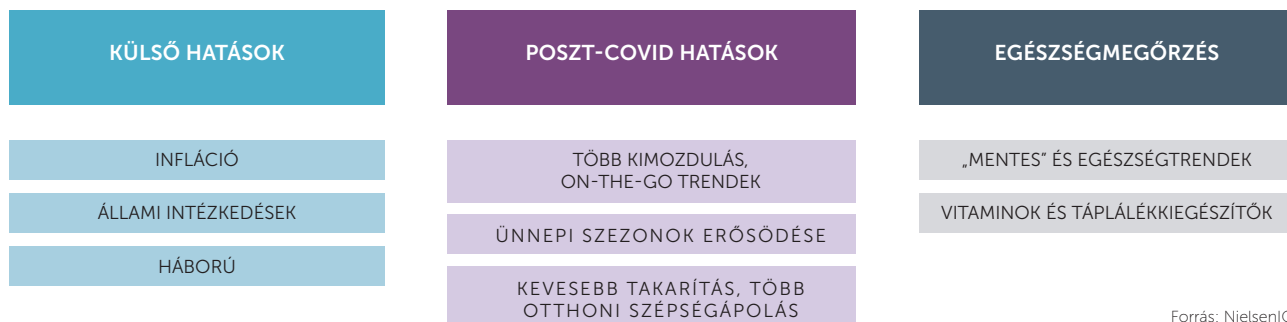 KÜLSŐ HATÁSOK
INFLÁCIÓ
ÁLLAMI INTÉZKEDÉSEK
HÁBORÚ
POSZT-COVID HATÁSOK
TÖBB KIMOZDULÁS,
ON-THE-GO TRENDEK
ÜNNEPI SZEZONOK ERŐSÖDÉSE
KEVESEBB TAKARÍTÁS, TÖBB
OTTHONI SZÉPSÉGÁPOLÁS
EGÉSZSÉGMEGŐRZÉS
„MENTES” ÉS EGÉSZSÉGTRENDEK
VITAMINOK ÉS TÁPLÁLÉKKIEGÉSZÍTŐK
Forrás: NielsenIQ